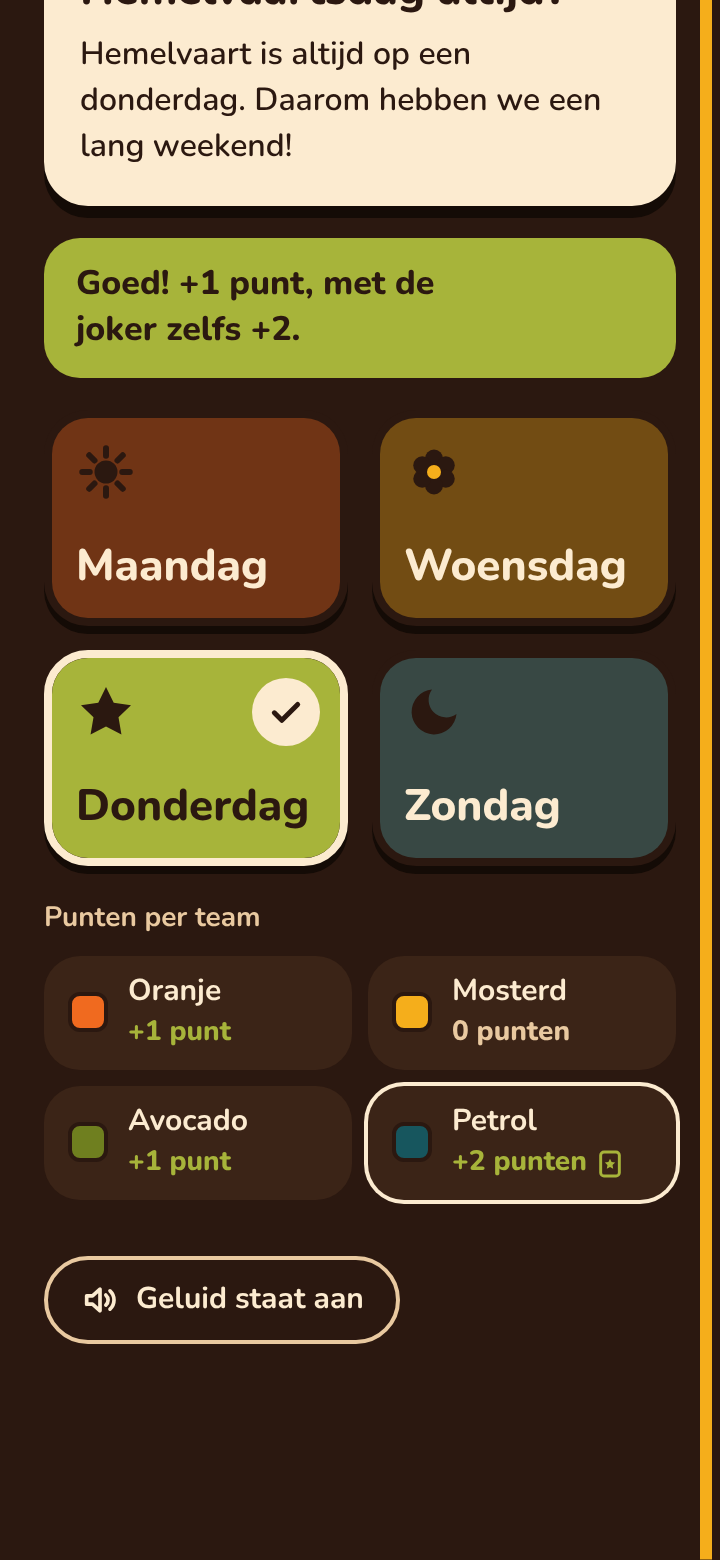 Hemelvaartsdag altijd?
Hemelvaart is altijd op een
donderdag. Daarom hebben we een
lang weekend!
Goed! +1 punt, met de
joker zelfs +2.
Maandag
Woensdag
Donderdag
Zondag
Punten per team
Oranje
+1 punt
Mosterd
0 punten
Avocado
+1 punt
Petrol
+2 punten
Geluid staat aan